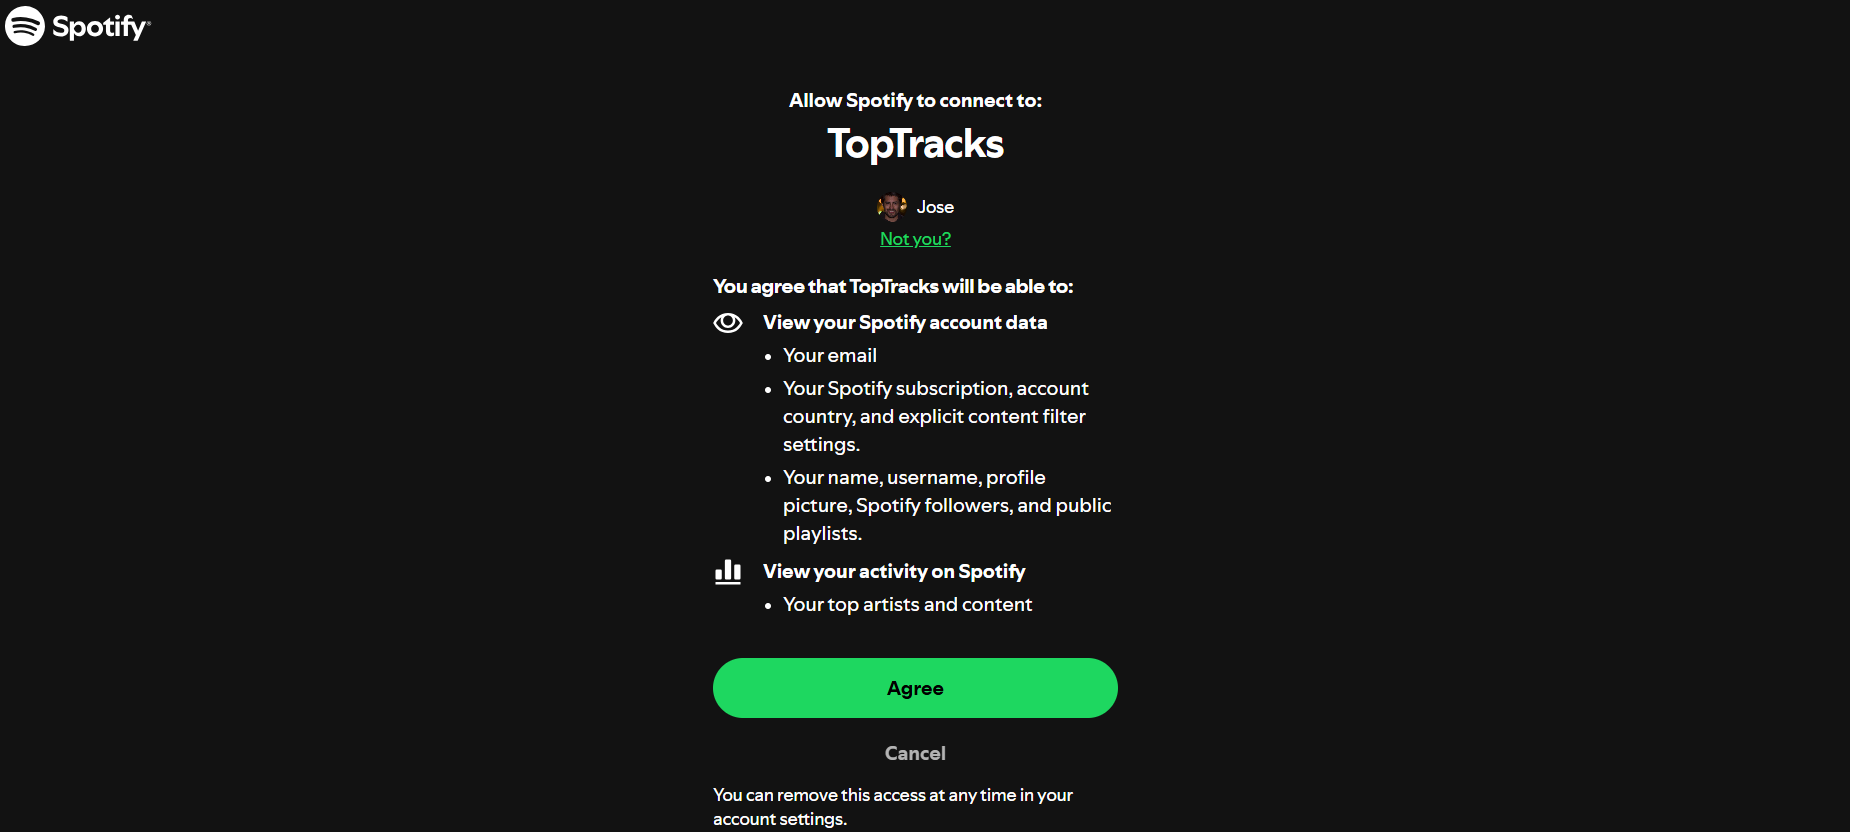 Spotify®
Allow Spotify to connect to:
TopTracks
Jose
Not you?
You agree that TopTracks will be able to:
View your Spotify account data
• Your email
• Your Spotify subscription, account
country, and explicit content filter
settings.
• Your name, username, profile
picture, Spotify followers, and public
playlists.
View your activity on Spotify
• Your top artists and content
Agree
Cancel
You can remove this access at any time in your
account settings.